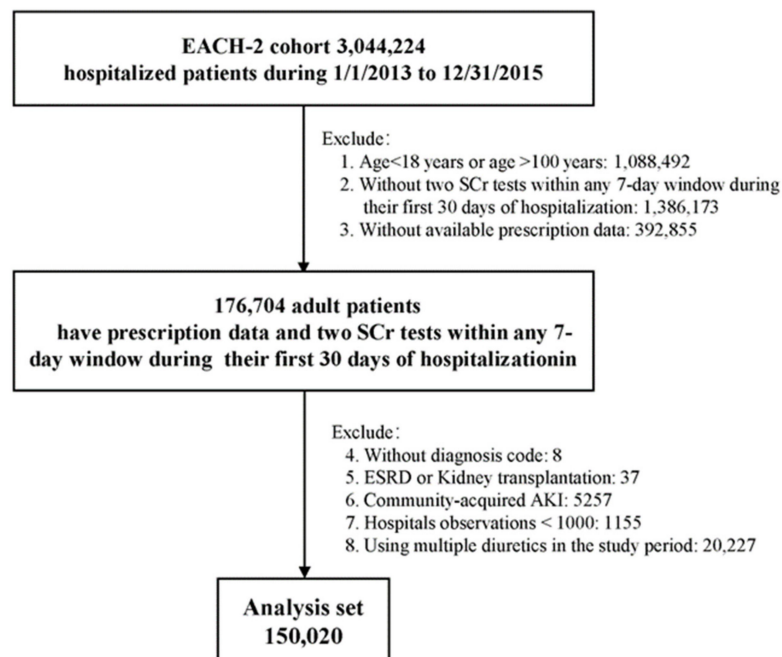 EACH-2 cohort 3,044,224
hospitalized patients during 1/1/2013 to 12/31/2015
Exclude:
1. Age<18 years or age >100 years: 1,088,492
2. Without two SCr tests within any 7-day window during
their first 30 days of hospitalization: 1,386,173
3. Without available prescription data: 392,855
176,704 adult patients
have prescription data and two SCr tests within any 7-
day window during their first 30 days of hospitalizationin
Exclude:
4. Without diagnosis code: 8
5. ESRD or Kidney transplantation: 37
6. Community-acquired AKI: 5257
7. Hospitals observations < 1000: 1155
8. Using multiple diuretics in the study period: 20,227
Analysis set
150,020